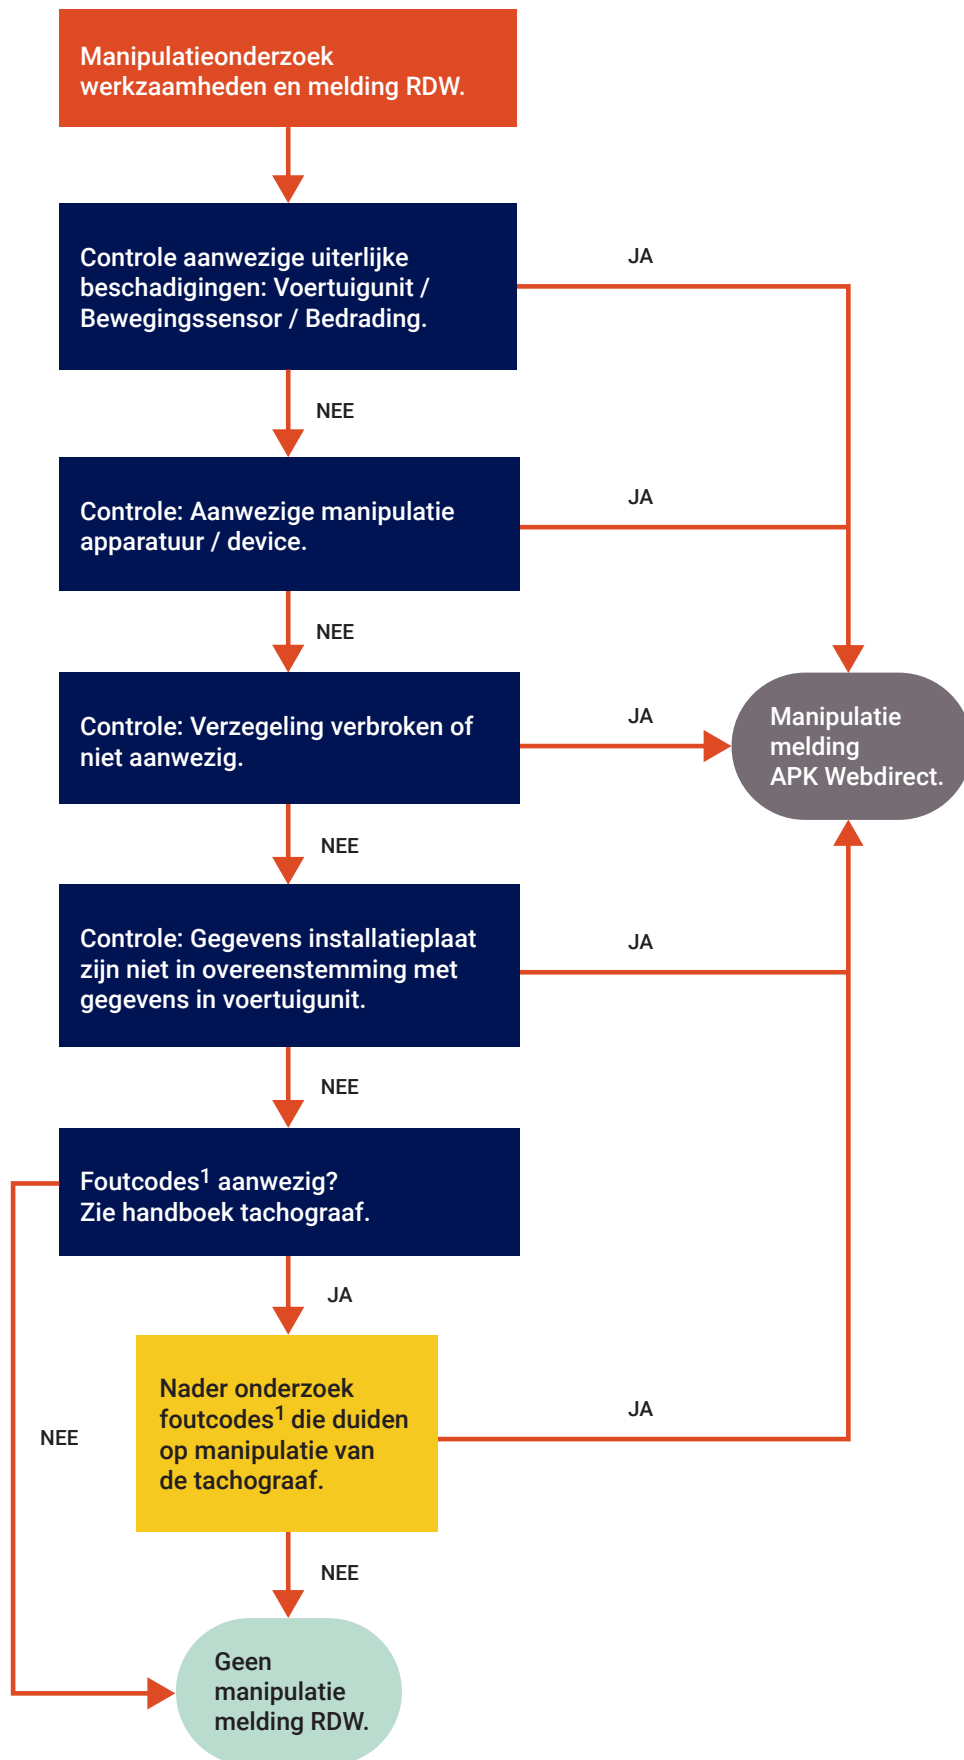 Manipulatieonderzoek
werkzaamheden en melding RDW.
Controle aanwezige uiterlijke
beschadigingen: Voertuigunit /
Bewegingssensor / Bedrading.
JA
NEE
Controle: Aanwezige manipulatie
apparatuur / device.
JA
NEE
Controle: Verzegeling verbroken of
niet aanwezig.
JA
Manipulatie
melding
APK Webdirect.
NEE
Controle: Gegevens installatieplaat
zijn niet in overeenstemming met
gegevens in voertuigunit.
JA
NEE
Foutcodes¹ aanwezig?
Zie handboek tachograaf.
JA
Nader onderzoek
foutcodes¹ die duiden
op manipulatie van
de tachograaf.
JA
NEE
NEE
Geen
manipulatie
melding RDW.